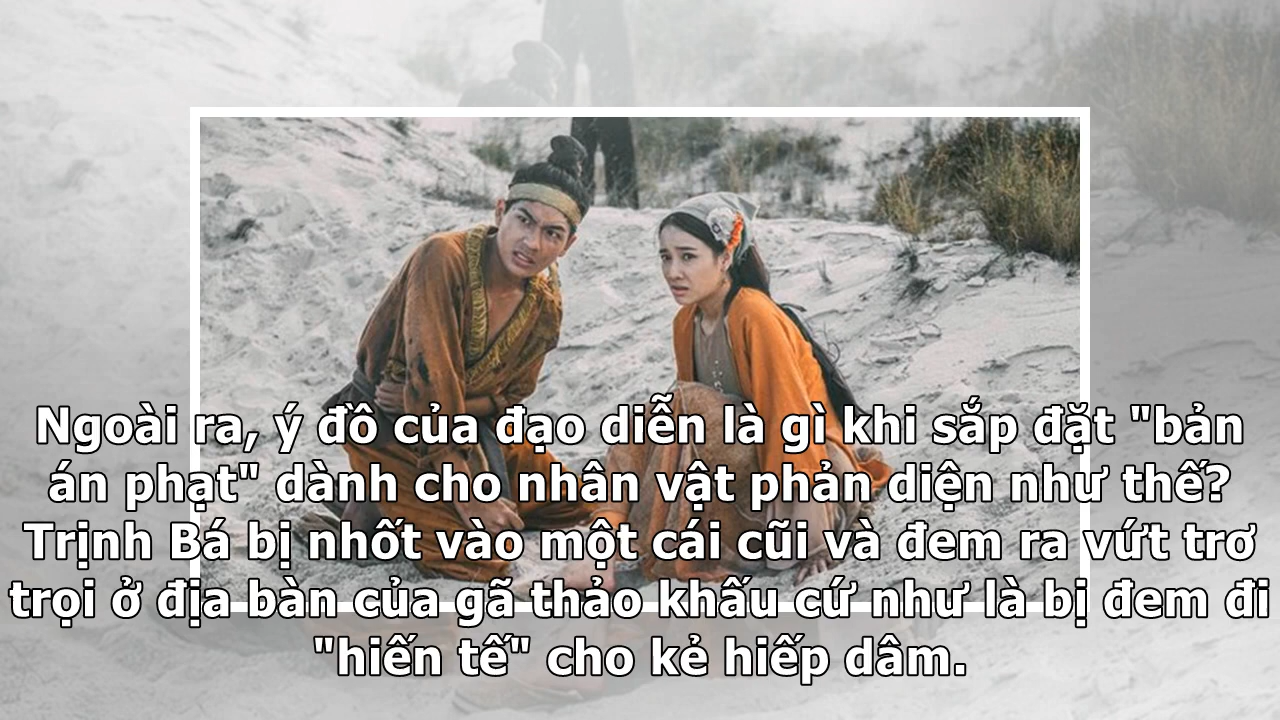 Ngoài ra, ý đồ của đạo diễn là gì khi sắp đặt "bản
án phạt" dành cho nhân vật phản diện như thế?
Trịnh Bá bị nhốt vào một cái cũi và đem ra vứt trơ
trọi ở địa bàn của gã thảo khấu cứ như là bị đem đi
"hiến tế" cho kẻ hiếp dâm.